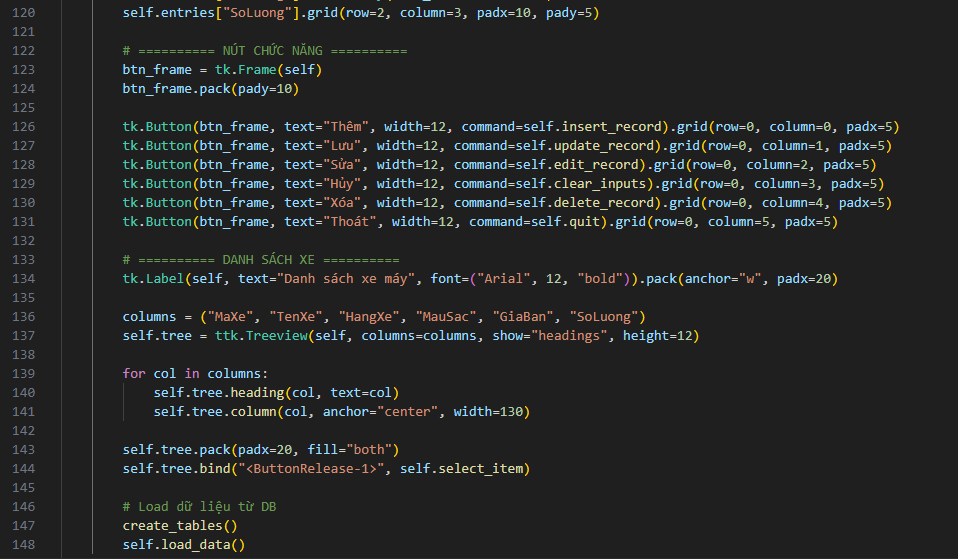 120 self.entries["SoLuong"].grid(row=2, column=3, padx=10, pady=5)
121
122 # ========== NÚT CHỨC NĂNG ==========
123 btn_frame = tk.Frame(self)
124 btn_frame.pack(pady=10)
125
126 tk.Button(btn_frame, text="Thêm", width=12, command=self.insert_record).grid(row=0, column=0, padx=5)
127 tk.Button(btn_frame, text="Lưu", width=12, command=self.update_record).grid(row=0, column=1, padx=5)
128 tk.Button(btn_frame, text="Sửa", width=12, command=self.edit_record).grid(row=0, column=2, padx=5)
129 tk.Button(btn_frame, text="Hủy", width=12, command=self.clear_inputs).grid(row=0, column=3, padx=5)
130 tk.Button(btn_frame, text="Xóa", width=12, command=self.delete_record).grid(row=0, column=4, padx=5)
131 tk.Button(btn_frame, text="Thoát", width=12, command=self.quit).grid(row=0, column=5, padx=5)
132
133 # ========== DANH SÁCH XE ==========
134 tk.Label(self, text="Danh sách xe máy", font=("Arial", 12, "bold")).pack(anchor="w", padx=20)
135
136 columns = ("MaXe", "TenXe", "HangXe", "MauSac", "GiaBan", "SoLuong")
137 self.tree = ttk.Treeview(self, columns=columns, show="headings", height=12)
138
139 for col in columns:
140 self.tree.heading(col, text=col)
141 self.tree.column(col, anchor="center", width=130)
142
143 self.tree.pack(padx=20, fill="both")
144 self.tree.bind("<ButtonRelease-1>", self.select_item)
145
146 # Load dữ liệu từ DB
147 create_tables()
148 self.load_data()